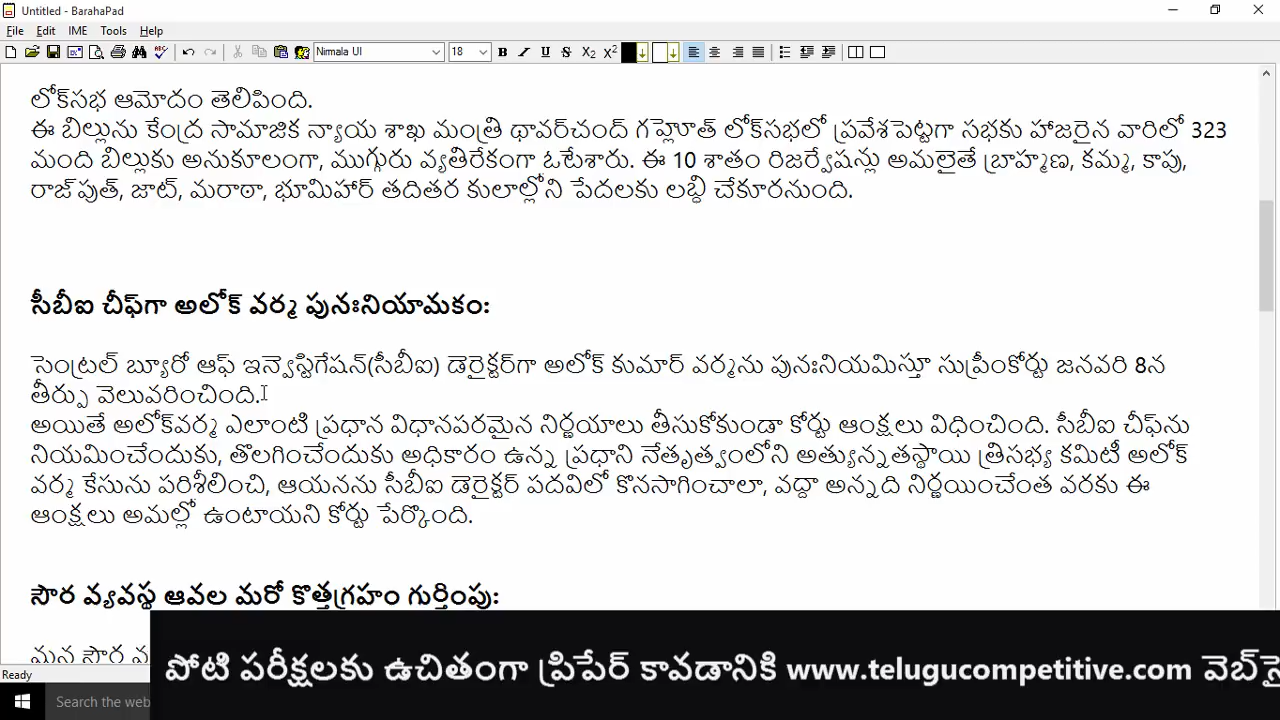 Untitled - BarahaPad
File Edit IME Tools Help
Nimala UI 18
లోక్‌సభ ఆమోదం తెలిపింది.
ఈ బిల్లును కేంద్ర సామాజిక న్యాయ శాఖ మంత్రి థావర్‌చంద్ గెహ్లాత్ లోక్‌సభలో ప్రవేశపెట్టగా సభకు హాజరైన వారిలో 323
మంది బిల్లుకు అనుకూలంగా, ముగ్గురు వ్యతిరేకంగా ఓటేశారు. ఈ 10 శాతం రిజర్వేషన్లు అమలైతే బ్రాహ్మణ, కమ్మ, కాపు,
రాజ్‌పుత్, జాట్, మరాఠా, భూమిహార్ తదితర కులాల్లోని పేదలకు లబ్ధి చేకూరనుంది.
సీబీఐ చీఫ్‌గా అలోక్ వర్మ పునఃనియామకం:
సెంట్రల్ బ్యూరో ఆఫ్ ఇన్వెస్టిగేషన్(సీబీఐ) డెరైక్టర్‌గా అలోక్ కుమార్ వర్మను పునఃనియమిస్తూ సుప్రీంకోర్టు జనవరి 8న
తీర్పు వెలువరించింది.
అయితే అలోక్‌వర్మ ఎలాంటి ప్రధాన విధానపరమైన నిర్ణయాలు తీసుకోకుండా కోర్టు ఆంక్షలు విధించింది. సీబీఐ చీఫ్‌ను
నియమించేందుకు, తొలగించేందుకు అధికారం ఉన్న ప్రధాని నేతృత్వంలోని అత్యున్నతస్థాయి త్రిసభ్య కమిటీ అలోక్
వర్మ కేసును పరిశీలించి, ఆయనను సీబీఐ డెరైక్టర్ పదవిలో కొనసాగించాలా, వద్దా అన్నది నిర్ణయించేంత వరకు ఈ
ఆంక్షలు అమల్లో ఉంటాయని కోర్టు పేర్కొంది.
సౌర వ్యవస్థ ఆవల మరో కొత్తగ్రహం గుర్తింపు:
మన సౌర వ
Ready
పోటి పరీక్షలకు ఉచితంగా ప్రిపేర్ కావడానికి www.telugucompetitive.com వెబ్‌సై
Search the web